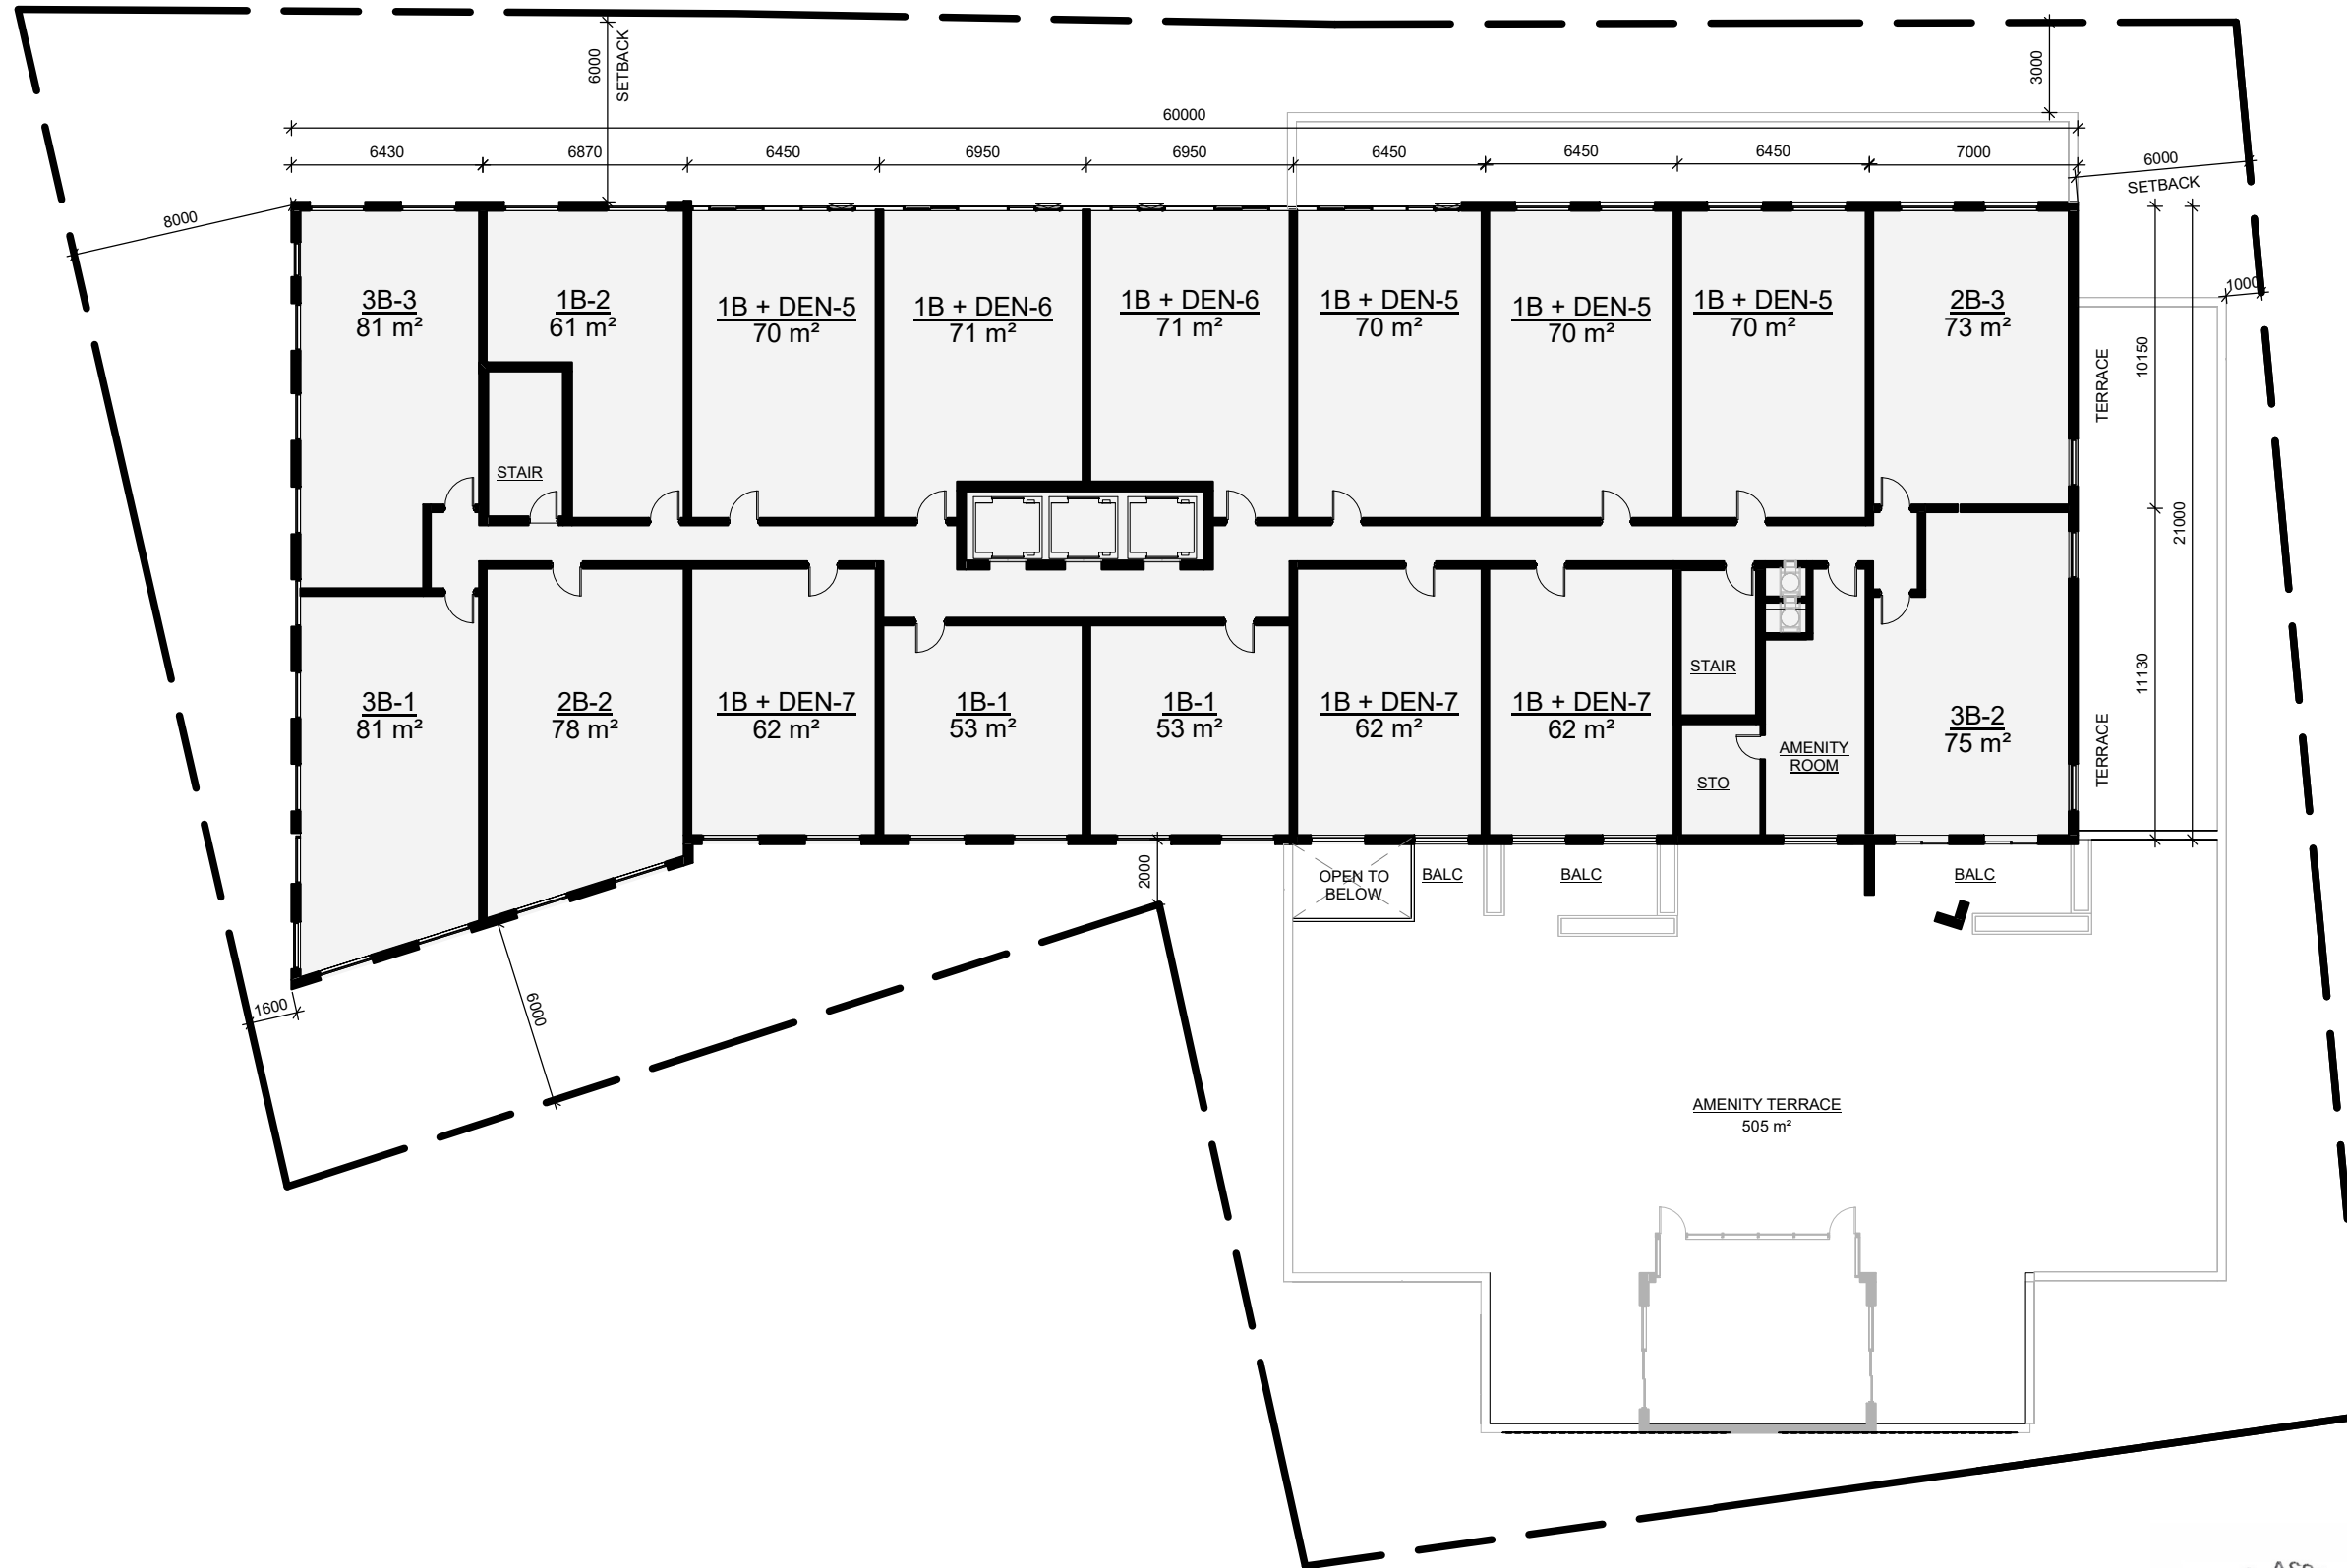 6000
SETBACK
3000
60000
6430
6870
6450
6950
6950
6450
6450
6450
7000
6000
SETBACK
8000
1000
3B-3
81 m²
1B-2
61 m²
1B + DEN-5
70 m²
1B + DEN-6
71 m²
1B + DEN-6
71 m²
1B + DEN-5
70 m²
1B + DEN-5
70 m²
1B + DEN-5
70 m²
2B-3
73 m²
TERRACE
10150
21000
STAIR
3B-1
81 m²
2B-2
78 m²
1B + DEN-7
62 m²
1B-1
53 m²
1B-1
53 m²
1B + DEN-7
62 m²
1B + DEN-7
62 m²
STAIR
STO
AMENITY
ROOM
3B-2
75 m²
TERRACE
11130
2000
OPEN TO
BELOW
BALC
BALC
BALC
1600
6000
AMENITY TERRACE
505 m²